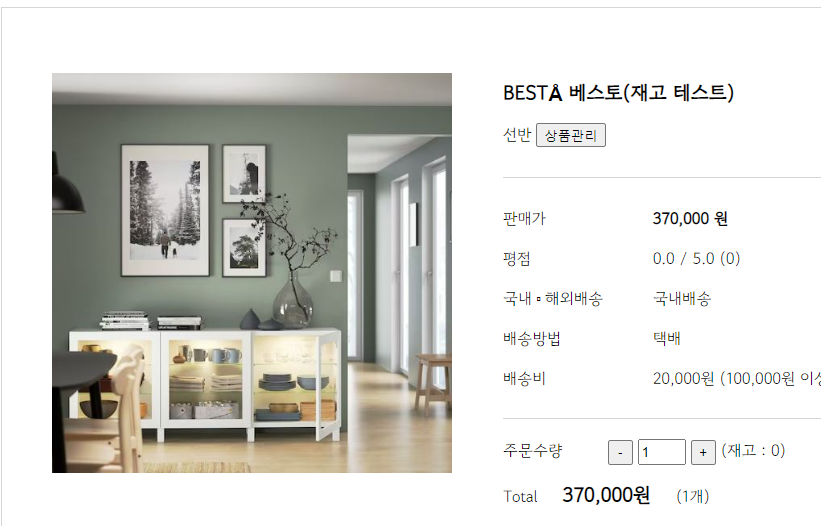 BESTÅ 베스토(재고 테스트)
선반 상품관리
판매가 370,000 원
평점 0.0 / 5.0 (0)
국내 ▫ 해외배송 국내배송
배송방법 택배
배송비 20,000원 (100,000원
주문수량 - 1 + (재고 : 0)
Total 370,000원 (1개)